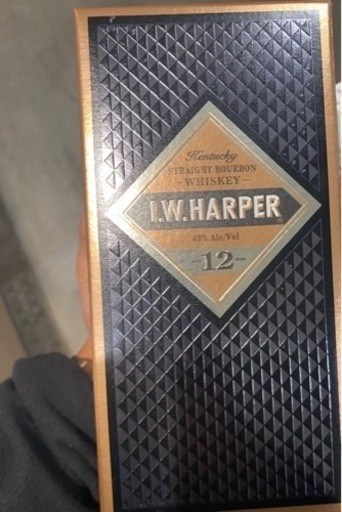 Kentucky
STRAIGHT BOURBON
–WHISKEY–
I.W.HARPER
43% Alc/Vol
12